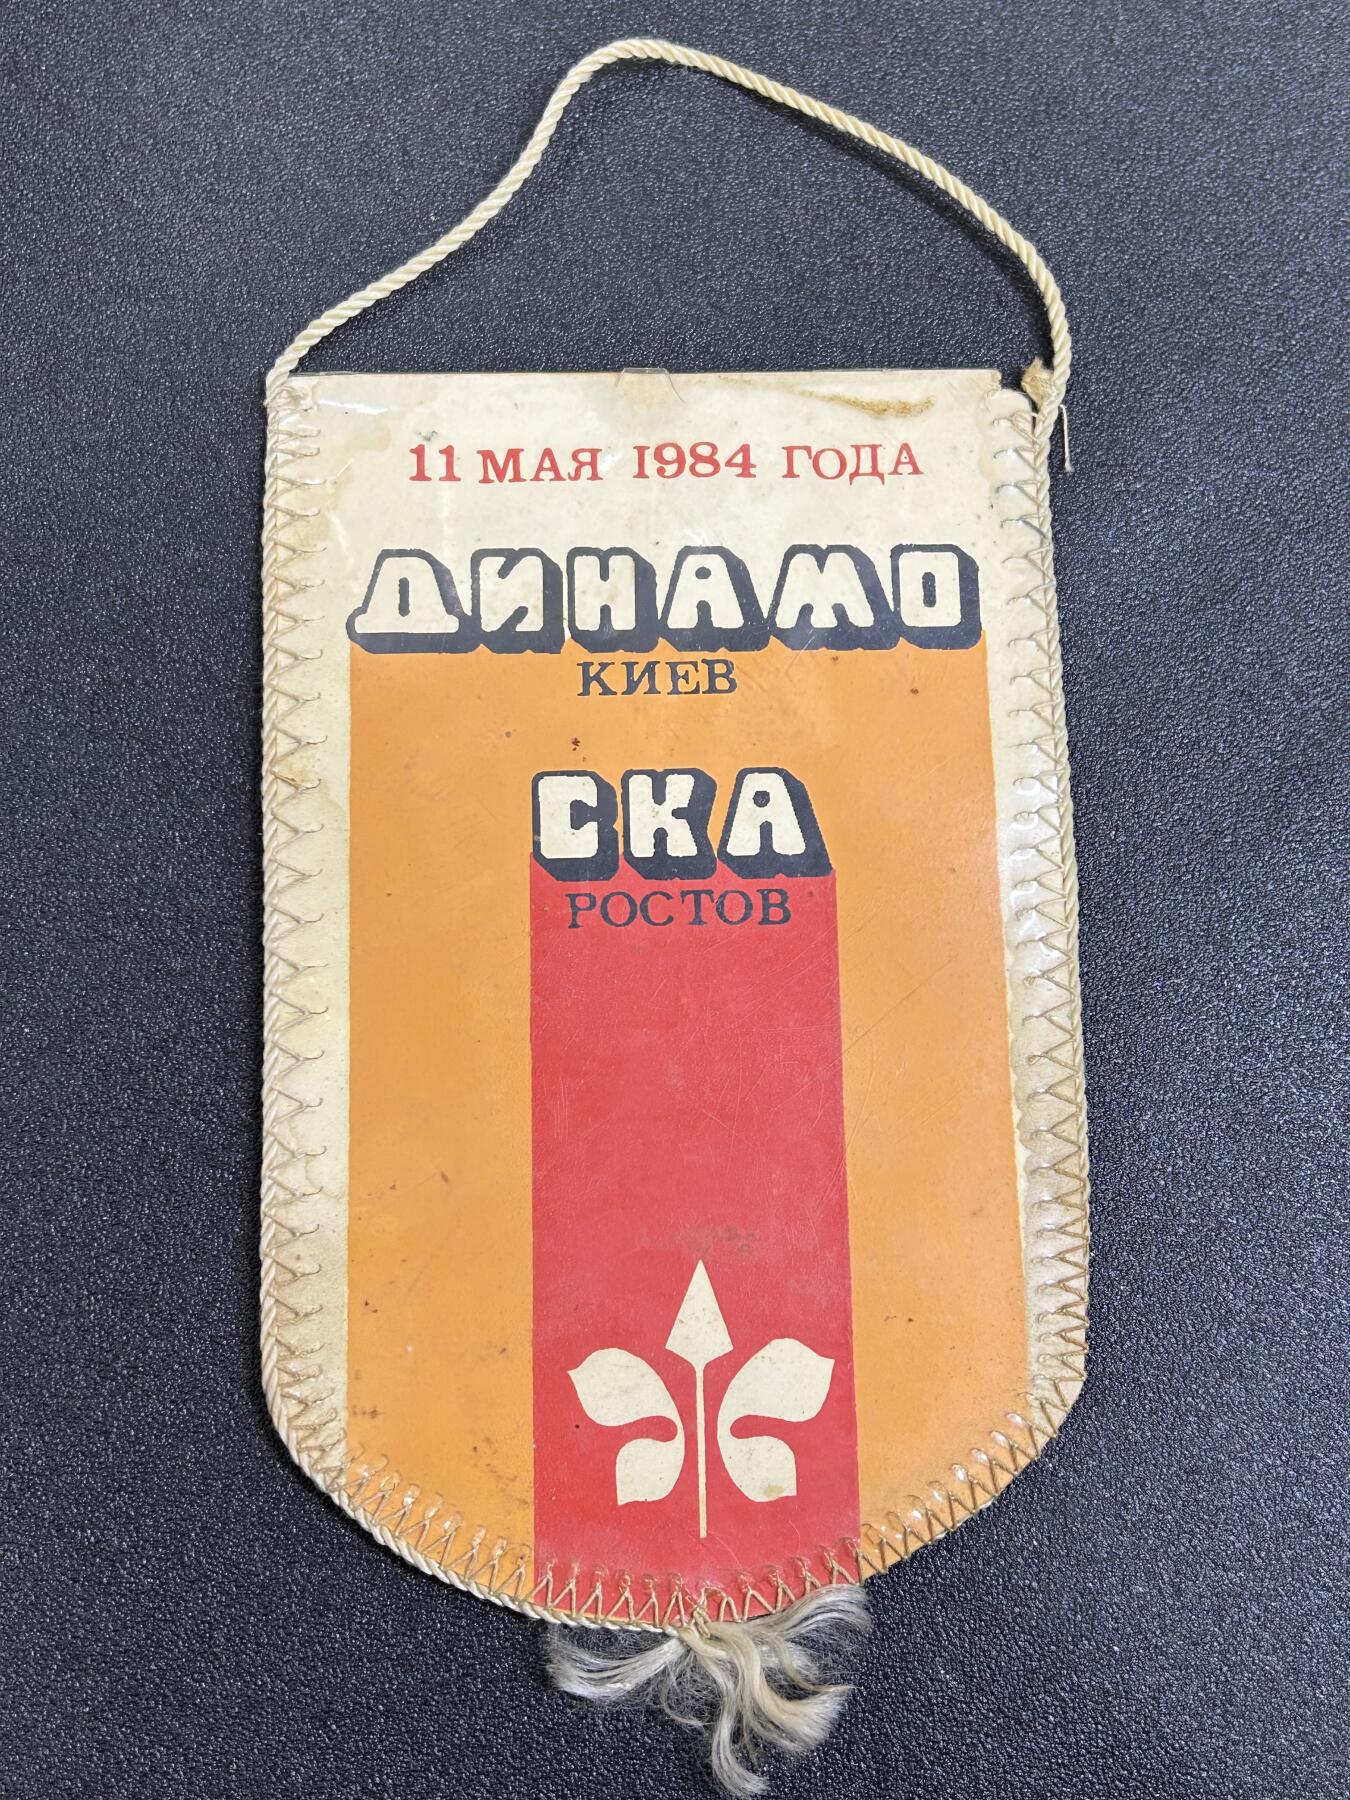 11 МАЯ 1984 ГОДА
ДИНАМО
КИЕВ
СКА
РОСТОВ